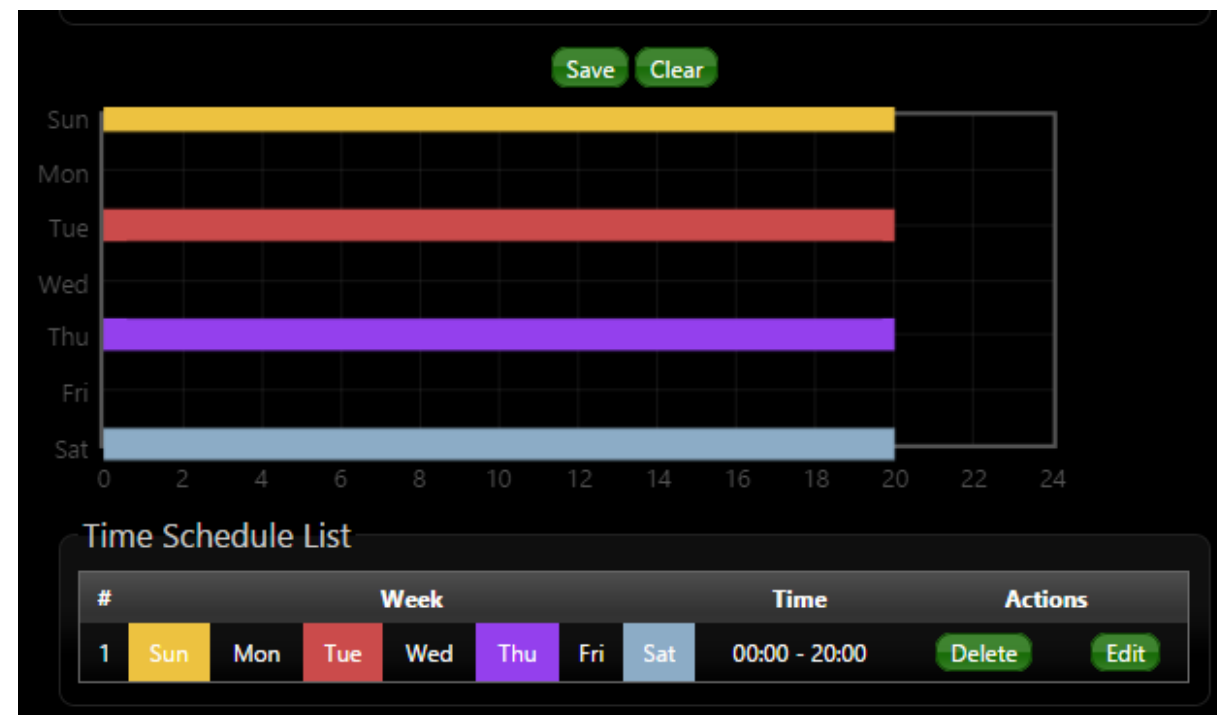 Save Clear
Sun
Mon
Tue
Wed
Thu
Fri
Sat
0 2 4 6 8 10 12 14 16 18 20 22 24
Time Schedule List
# Week Time Actions
1 Sun Mon Tue Wed Thu Fri Sat 00:00 - 20:00 Delete Edit